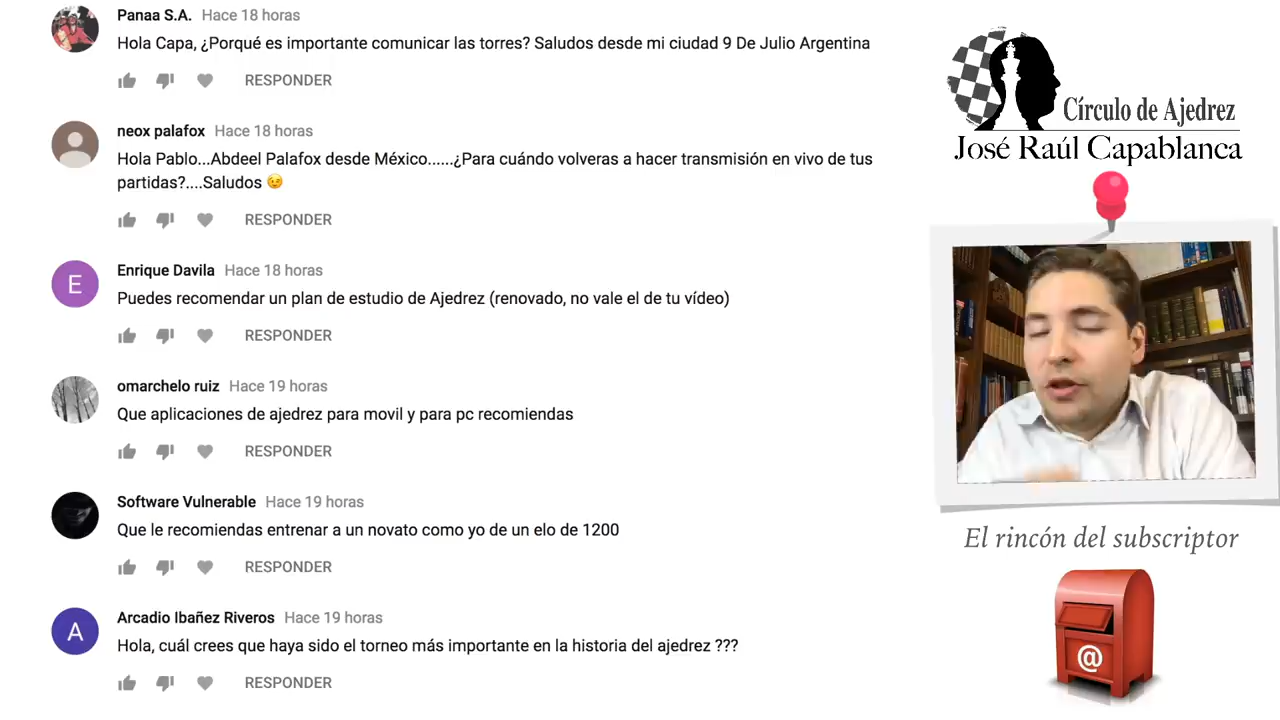 Panaa S.A. Hace 18 horas
Hola Capa, ¿Porqué es importante comunicar las torres? Saludos desde mi ciudad 9 De Julio Argentina
RESPONDER
neox palafox Hace 18 horas
Hola Pablo...Abdeel Palafox desde México......¿Para cuándo volveras a hacer transmisión en vivo de tus
partidas?....Saludos 😉
RESPONDER
E
Enrique Davila Hace 18 horas
Puedes recomendar un plan de estudio de Ajedrez (renovado, no vale el de tu vídeo)
RESPONDER
omarchelo ruiz Hace 19 horas
Que aplicaciones de ajedrez para movil y para pc recomiendas
RESPONDER
Software Vulnerable Hace 19 horas
Que le recomiendas entrenar a un novato como yo de un elo de 1200
RESPONDER
A
Arcadio Ibañez Riveros Hace 19 horas
Hola, cuál crees que haya sido el torneo más importante en la historia del ajedrez ???
RESPONDER
Círculo de Ajedrez
José Raúl Capablanca
El rincón del subscriptor
@